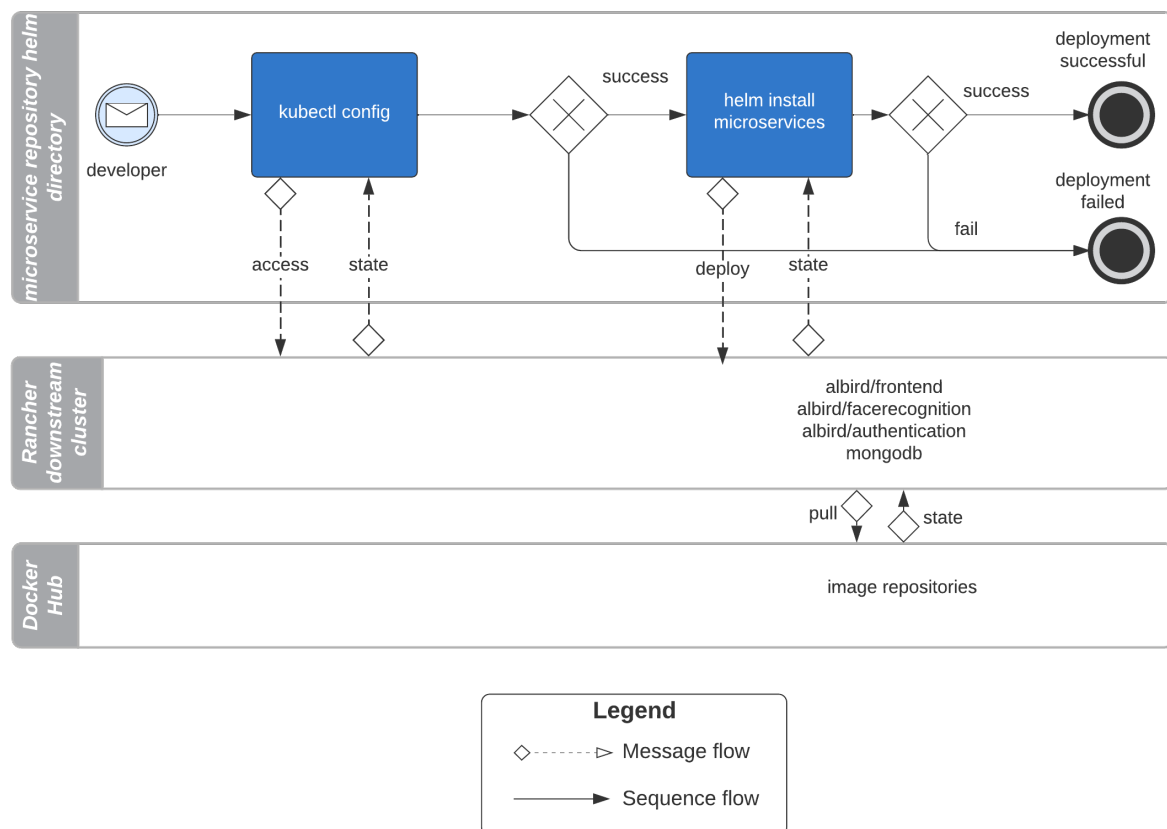 microservice repository helm
directory
developer
kubectl config
success
helm install
microservices
success
deployment
successful
deployment
failed
fail
access
state
deploy
state
Rancher
downstream
cluster
albird/frontend
albird/facerecognition
albird/authentication
mongodb
pull
state
Docker
Hub
image repositories
Legend
Message flow
Sequence flow